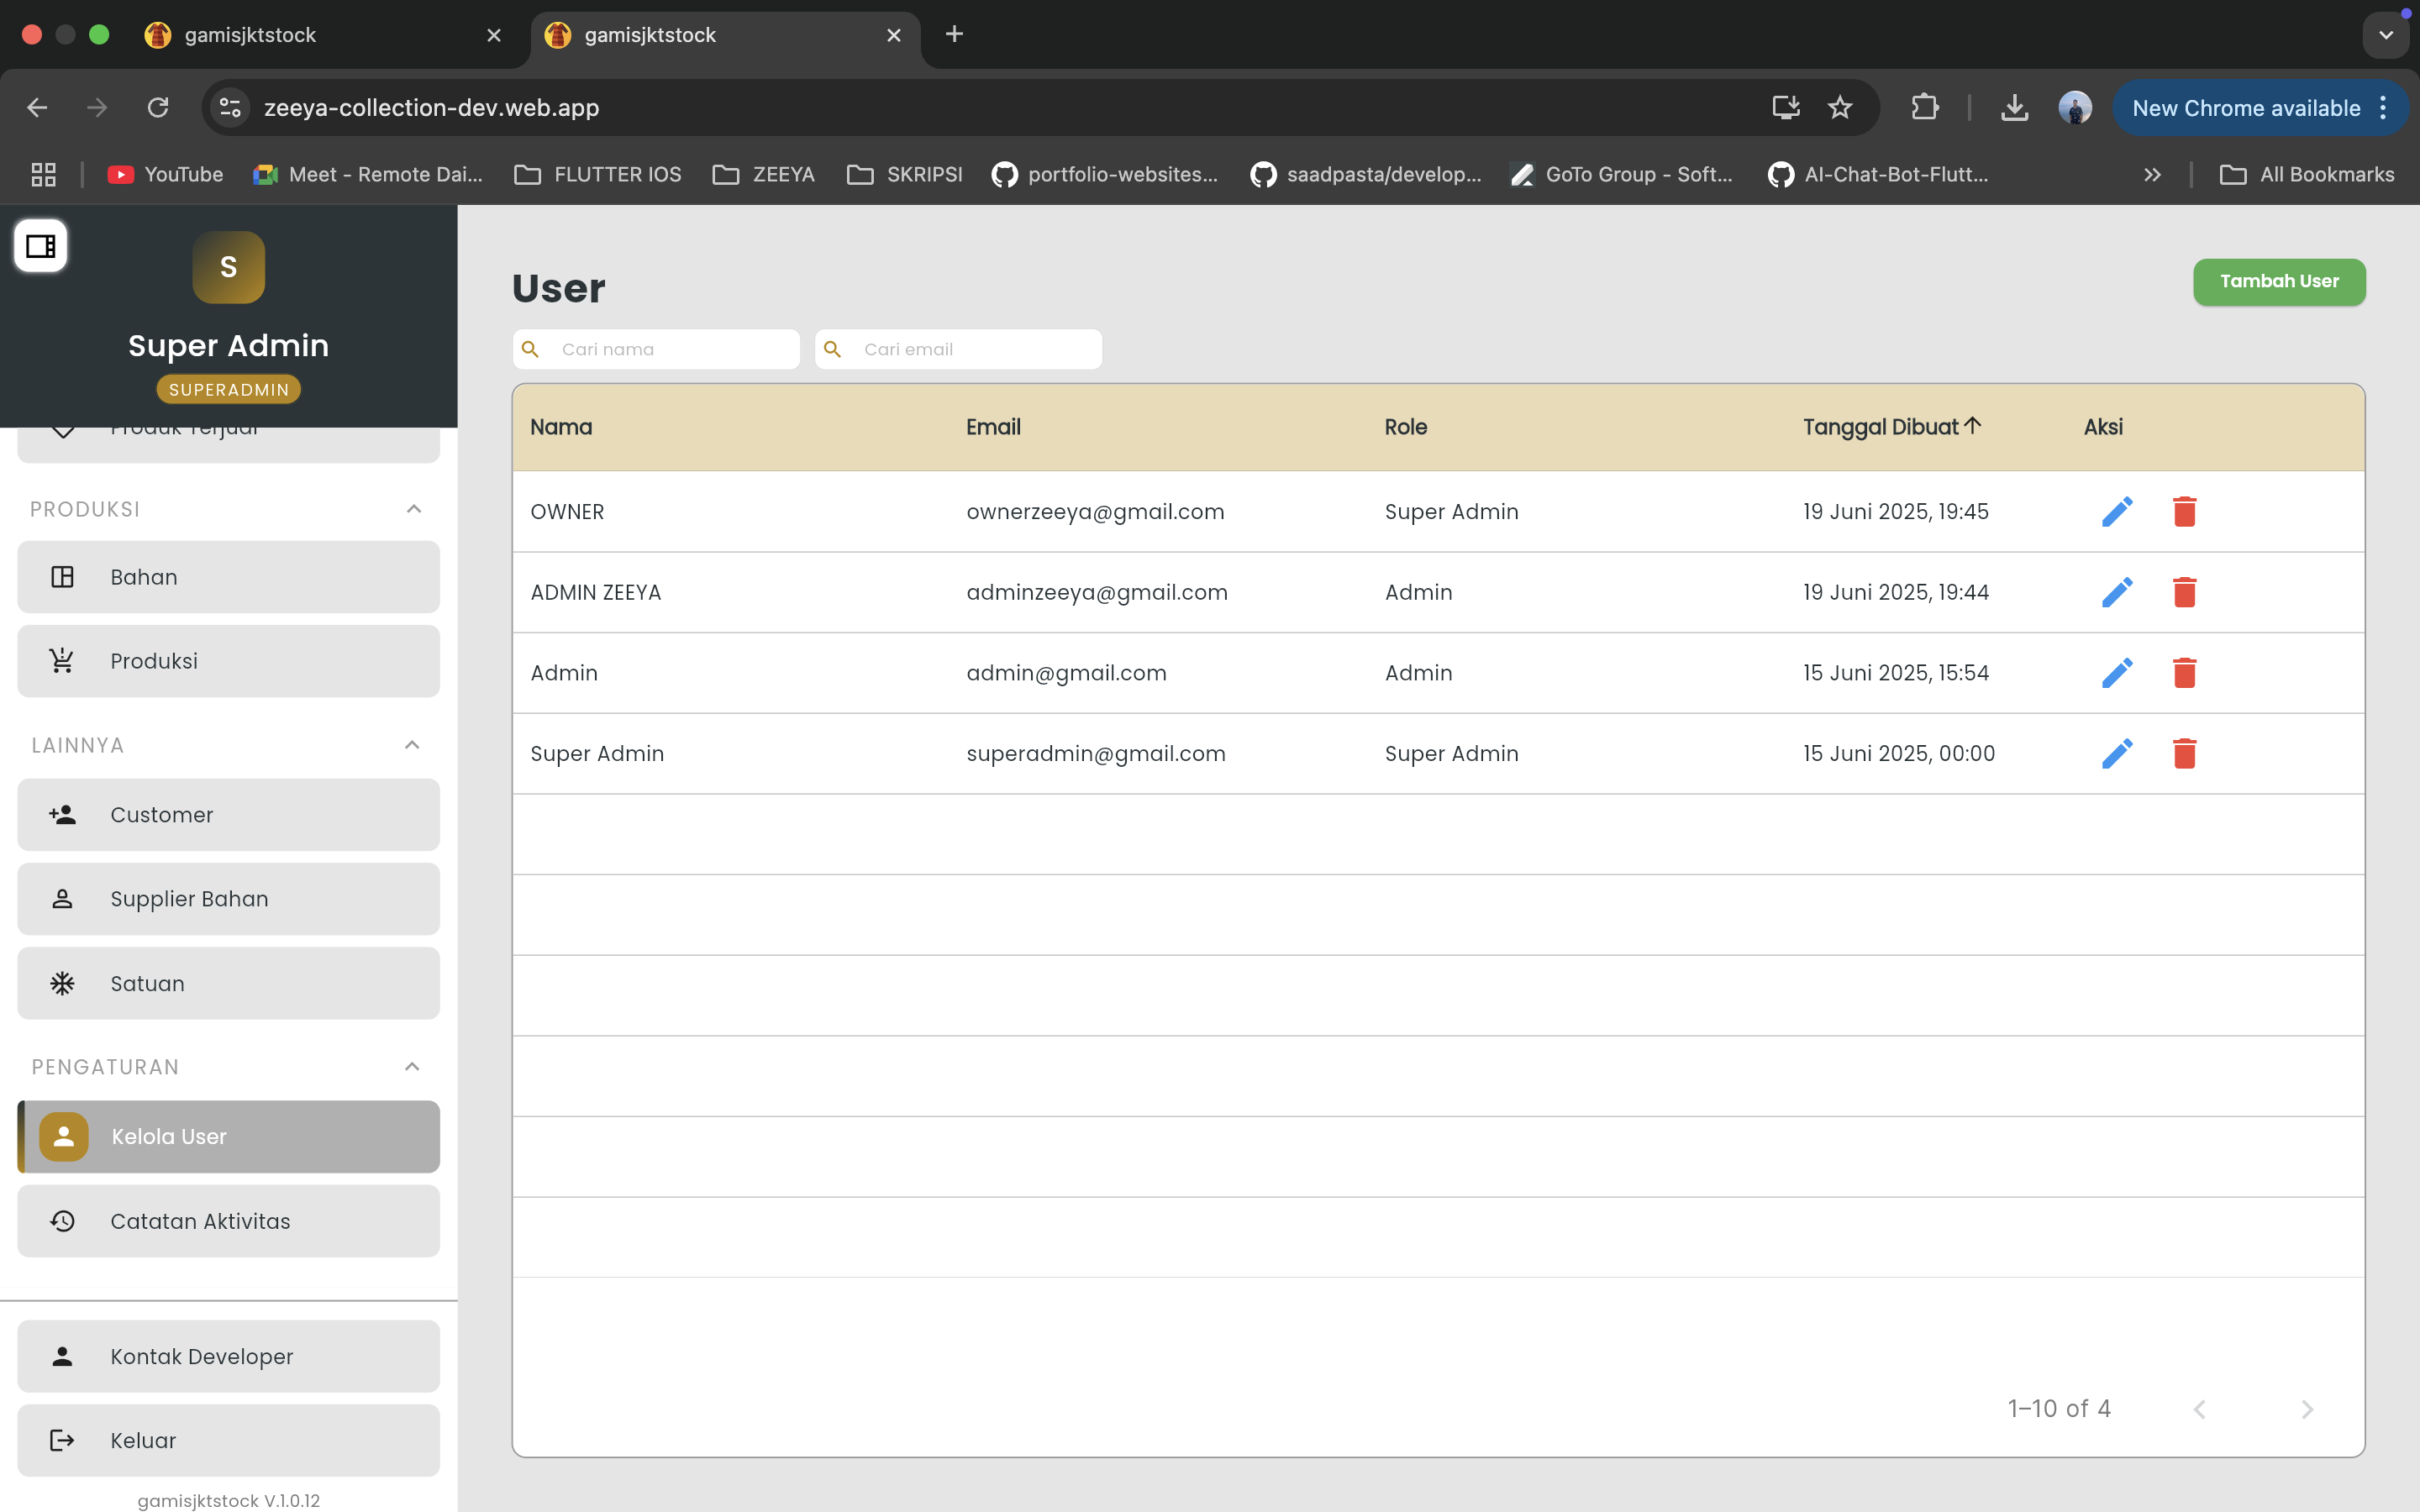 gamisjktstock
gamisjktstock
zeeya-collection-dev.web.app
New Chrome available
YouTube
Meet - Remote Dai...
FLUTTER IOS
ZEEYA
SKRIPSI
portfolio-websites...
saadpasta/develop...
GoTo Group - Soft...
AI-Chat-Bot-Flutt...
All Bookmarks
S
Super Admin
SUPERADMIN
Produk Terjual
PRODUKSI
Bahan
Produksi
LAINNYA
Customer
Supplier Bahan
Satuan
PENGATURAN
Kelola User
Catatan Aktivitas
Kontak Developer
Keluar
gamisjktstock V.1.0.12
User
Tambah User
Cari nama
Cari email
Nama Email Role Tanggal Dibuat Aksi
OWNER ownerzeeya@gmail.com Super Admin 19 Juni 2025, 19:45
ADMIN ZEEYA adminzeeya@gmail.com Admin 19 Juni 2025, 19:44
Admin admin@gmail.com Admin 15 Juni 2025, 15:54
Super Admin superadmin@gmail.com Super Admin 15 Juni 2025, 00:00
1–10 of 4